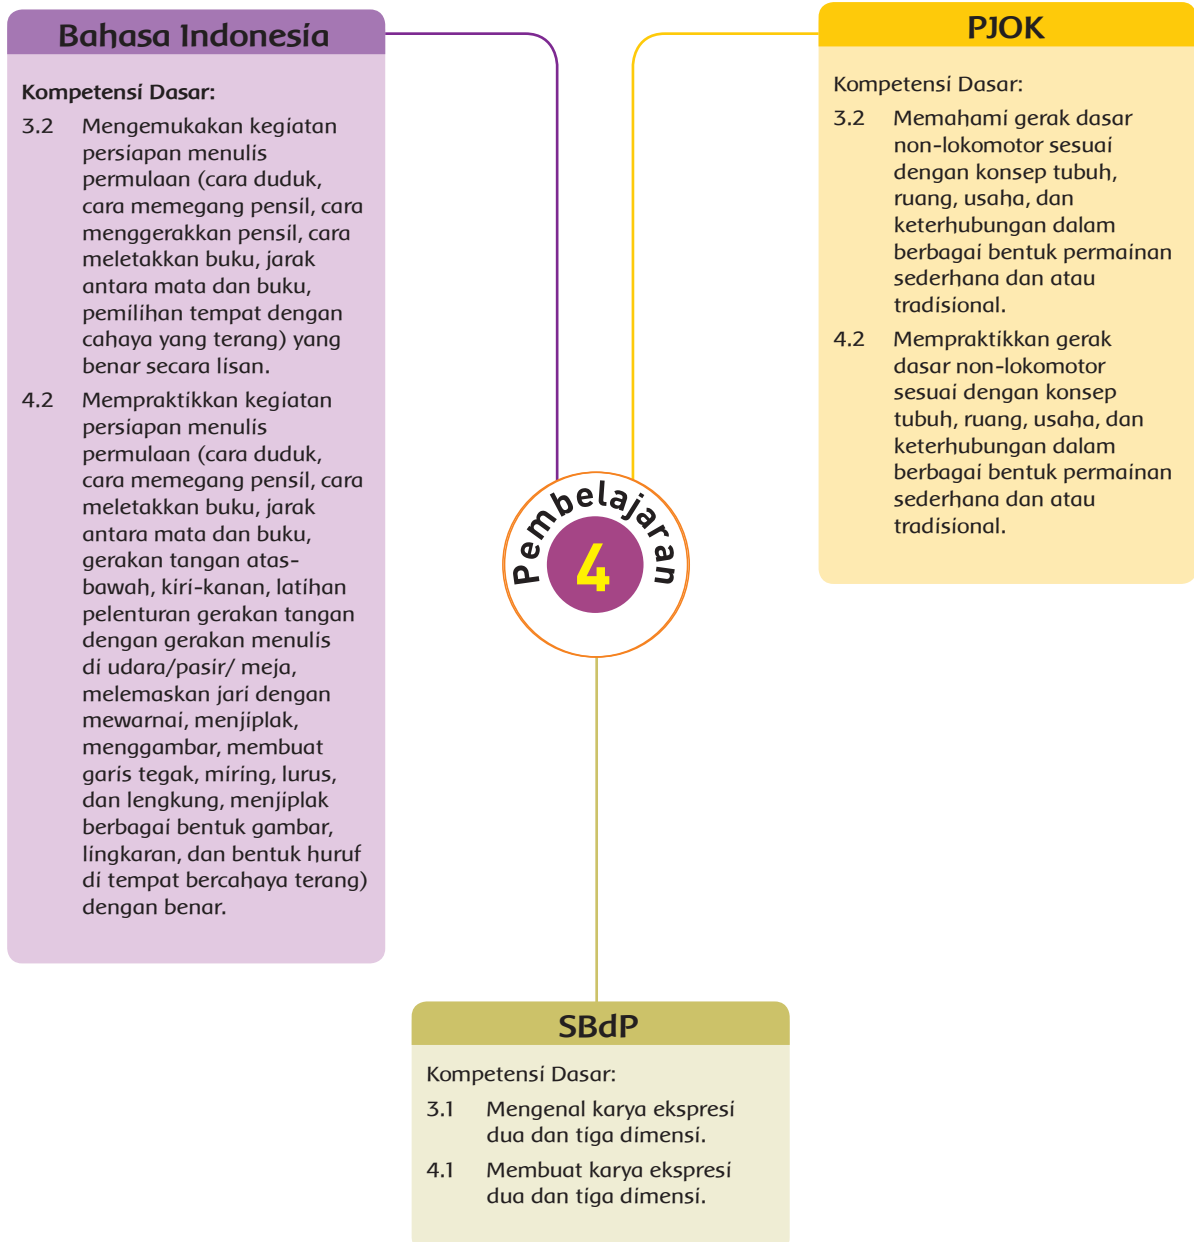 Bahasa Indonesia
Kompetensi Dasar:
3.2 Mengemukakan kegiatan
persiapan menulis
permulaan (cara duduk,
cara memegang pensil, cara
menggerakkan pensil, cara
meletakkan buku, jarak
antara mata dan buku,
pemilihan tempat dengan
cahaya yang terang) yang
benar secara lisan.
4.2 Mempraktikkan kegiatan
persiapan menulis
permulaan (cara duduk,
cara memegang pensil, cara
meletakkan buku, jarak
antara mata dan buku,
gerakan tangan atas-
bawah, kiri-kanan, latihan
pelenturan gerakan tangan
dengan gerakan menulis
di udara/pasir/ meja,
melemaskan jari dengan
mewarnai, menjiplak,
menggambar, membuat
garis tegak, miring, lurus,
dan lengkung, menjiplak
berbagai bentuk gambar,
lingkaran, dan bentuk huruf
di tempat bercahaya terang)
dengan benar.
PJOK
Kompetensi Dasar:
3.2 Memahami gerak dasar
non-lokomotor sesuai
dengan konsep tubuh,
ruang, usaha, dan
keterhubungan dalam
berbagai bentuk permainan
sederhana dan atau
tradisional.
4.2 Mempraktikkan gerak
dasar non-lokomotor
sesuai dengan konsep
tubuh, ruang, usaha, dan
keterhubungan dalam
berbagai bentuk permainan
sederhana dan atau
tradisional.
Pembelajaran
4
SBdP
Kompetensi Dasar:
3.1 Mengenal karya ekspresi
dua dan tiga dimensi.
4.1 Membuat karya ekspresi
dua dan tiga dimensi.